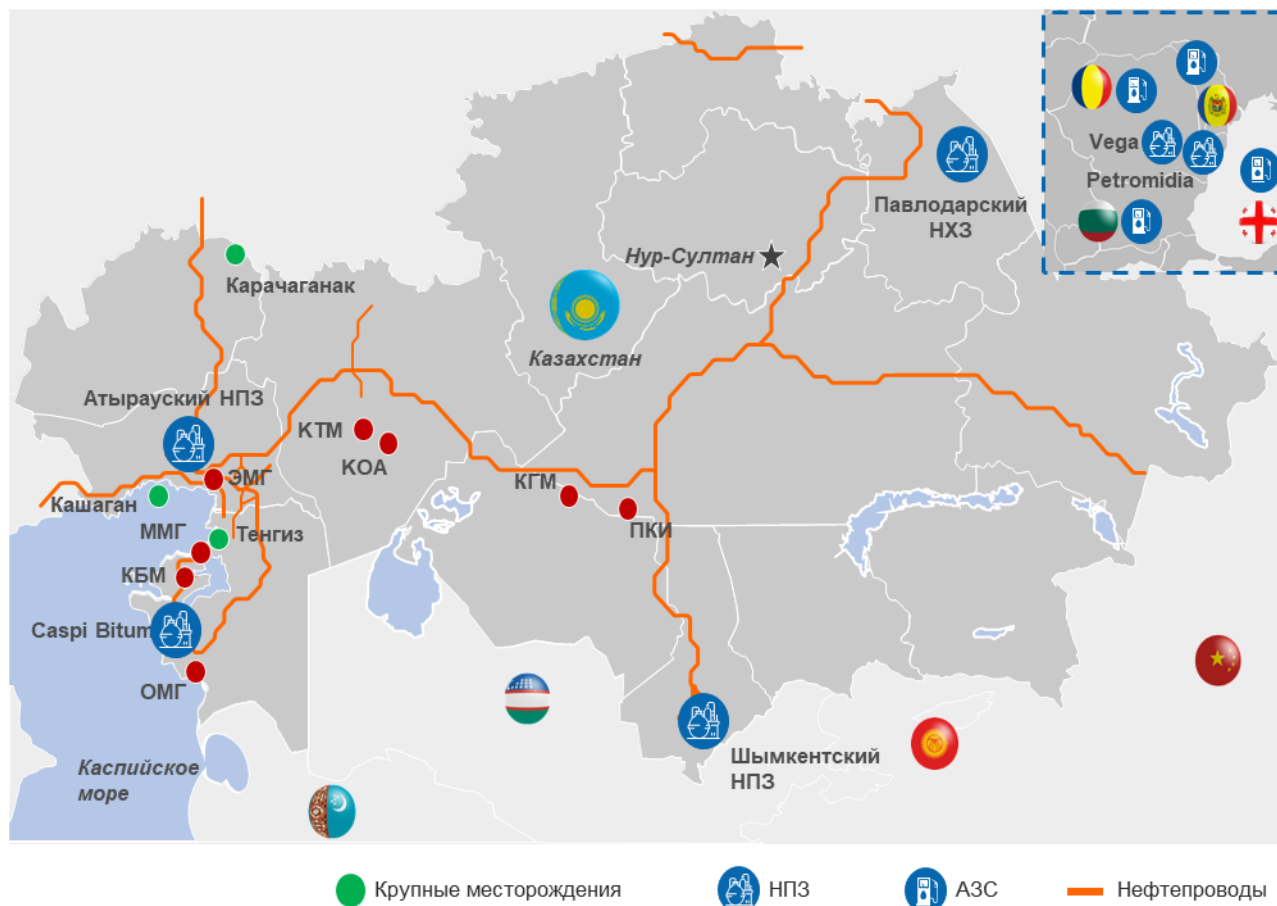 Vega
Petromidia
Павлодарский
НХЗ
Нур-Султан
Карачаганак
Казахстан
Атырауский НПЗ
КТМ
КОА
ЭМГ
Кашаган
КГМ
ПКИ
ММГ
Тенгиз
КБМ
Caspi Bitum
ОМГ
Шымкентский
НПЗ
Каспийское
море
Крупные месторождения
НПЗ
АЗС
Нефтепроводы